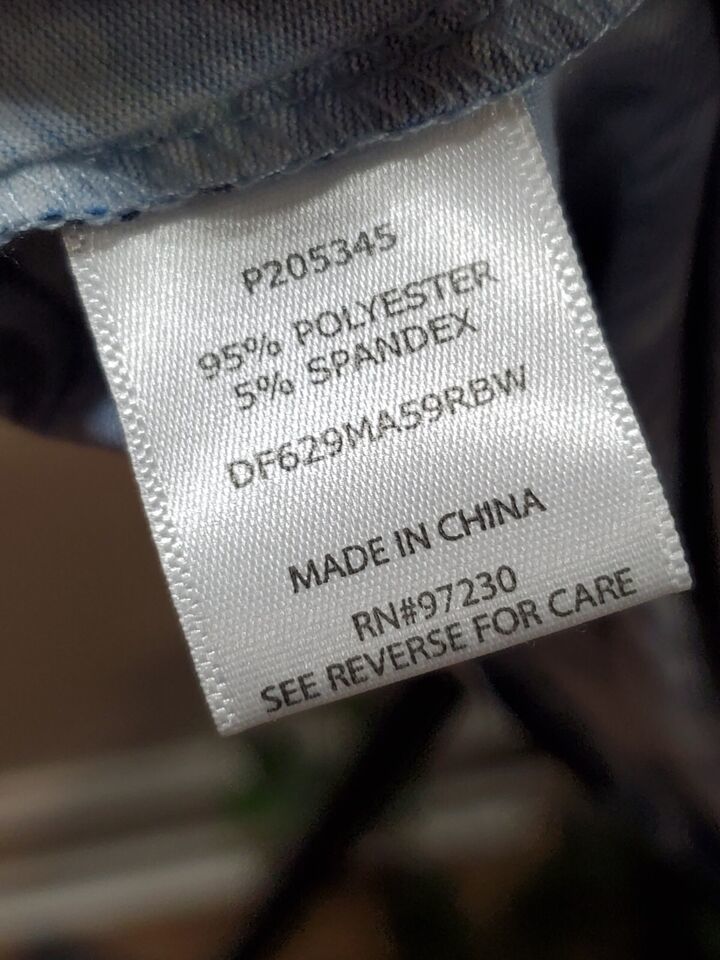 P205345
95% POLYESTER
5% SPANDEX
DF629MA59RBW
MADE IN CHINA
RN#97230
SEE REVERSE FOR CARE